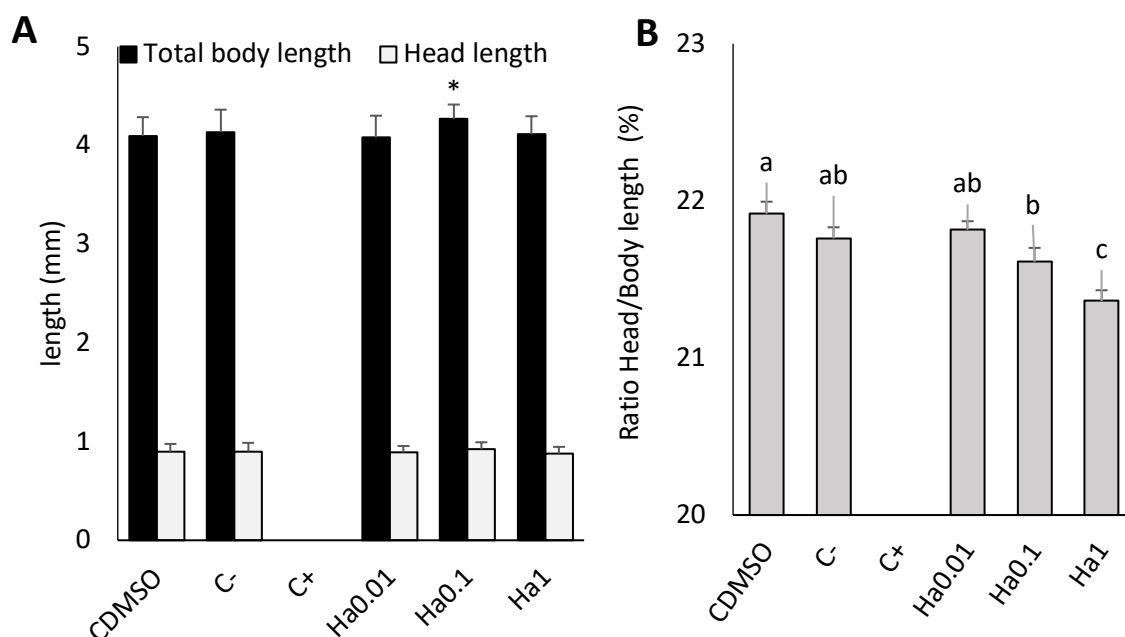 A
Total body length
Head length
length (mm)
5
4
3
2
1
0
*
CDMSO
C-
C+
Ha0.01
Ha0.1
Ha1
B
Ratio Head/Body length (%)
23
22
21
20
a
ab
ab
b
c
CDMSO
C-
C+
Ha0.01
Ha0.1
Ha1